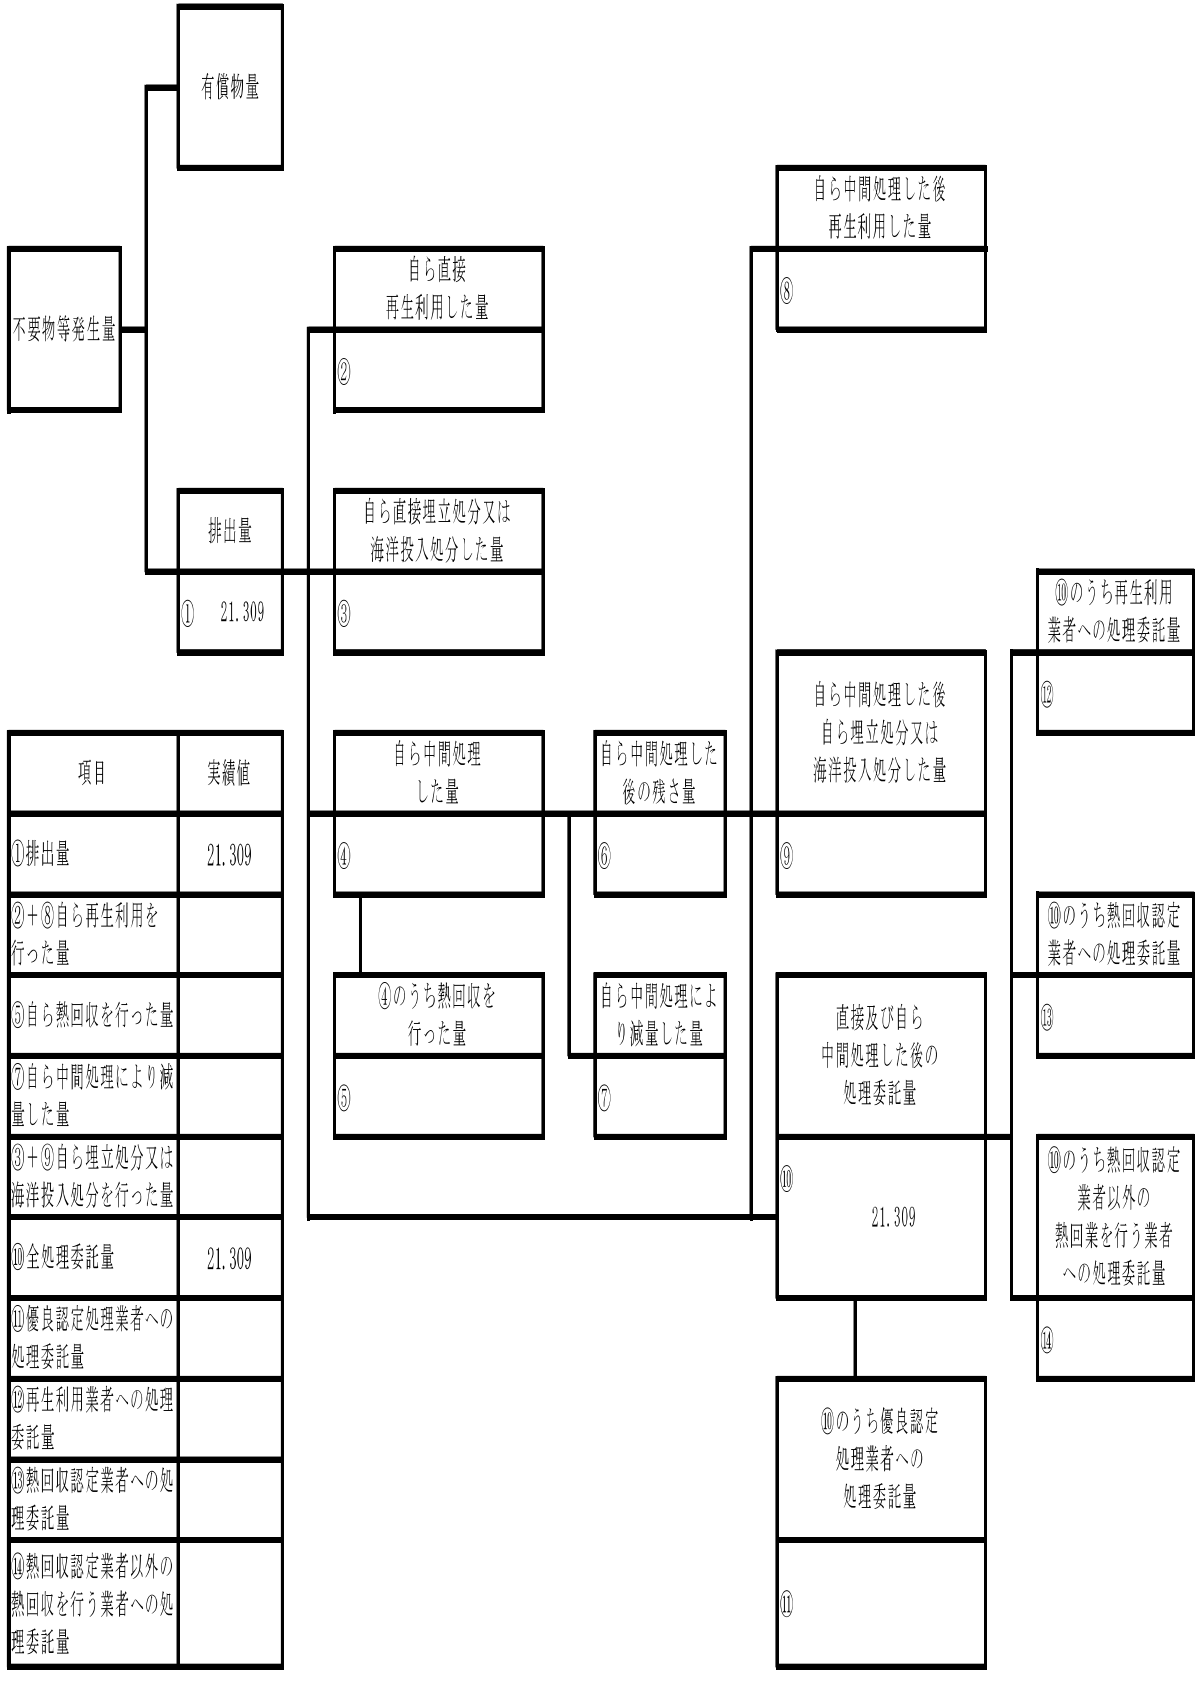 有償物量
自ら中間処理した後
再生利用した量
⑧
不要物等発生量
自ら直接
再生利用した量
②
排出量
① 21.309
自ら直接埋立処分又は
海洋投入処分した量
③
⑩のうち再生利用
業者への処理委託量
⑫
自ら中間処理した後
自ら埋立処分又は
海洋投入処分した量
⑨
自ら中間処理
した量
④
自ら中間処理した
後の残さ量
⑥
⑩のうち熱回収認定
業者への処理委託量
⑬
④のうち熱回収を
行った量
⑤
自ら中間処理によ
り減量した量
⑦
直接及び自ら
中間処理した後の
処理委託量
⑩
21.309
⑩のうち熱回収認定
業者以外の
熱回業を行う業者
への処理委託量
⑭
⑩のうち優良認定
処理業者への
処理委託量
⑪
項目 実績値
①排出量 21.309
②＋⑧自ら再生利用を
行った量
⑤自ら熱回収を行った量
⑦自ら中間処理により減
量した量
③＋⑨自ら埋立処分又は
海洋投入処分を行った量
⑩全処理委託量 21.309
⑪優良認定処理業者への
処理委託量
⑫再生利用業者への処理
委託量
⑬熱回収認定業者への処
理委託量
⑭熱回収認定業者以外の
熱回収を行う業者への処
理委託量